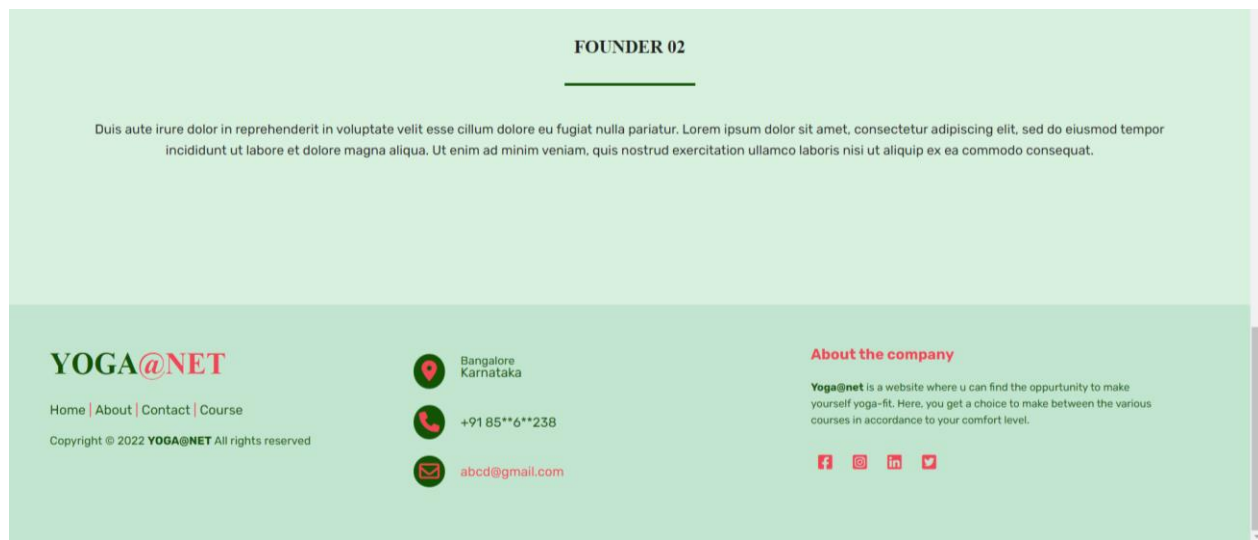 FOUNDER 02
Duis aute irure dolor in reprehenderit in voluptate velit esse cillum dolore eu fugiat nulla pariatur. Lorem ipsum dolor sit amet, consectetur adipiscing elit, sed do eiusmod tempor
incididunt ut labore et dolore magna aliqua. Ut enim ad minim veniam, quis nostrud exercitation ullamco laboris nisi ut aliquip ex ea commodo consequat.
YOGA@NET
Home | About | Contact | Course
Copyright © 2022 YOGA@NET All rights reserved
Bangalore
Karnataka
+91 85**6**238
abcd@gmail.com
About the company
Yoga@net is a website where u can find the oppurtunity to make
yourself yoga-fit. Here, you get a choice to make between the various
courses in accordance to your comfort level.